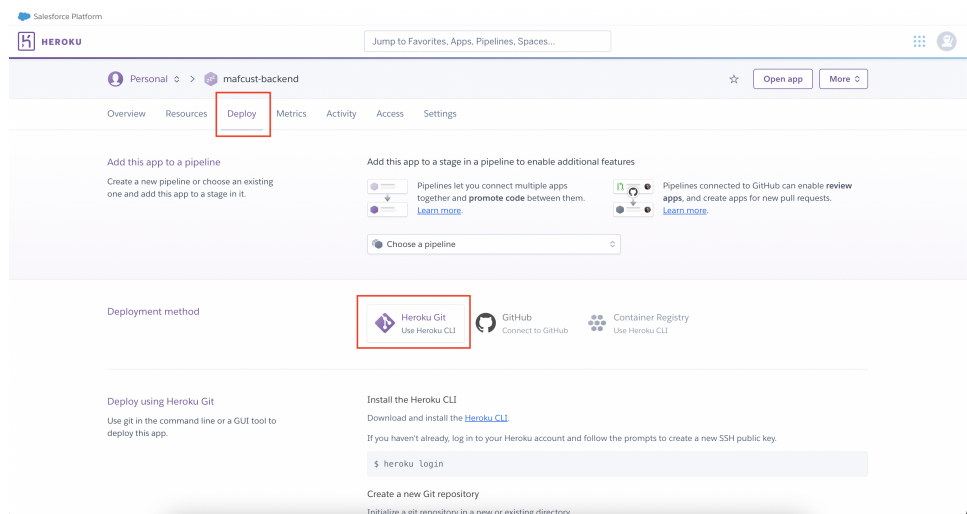 Salesforce Platform
HEROKU
Jump to Favorites, Apps, Pipelines, Spaces...
Personal > mafcust-backend
Open app
More
Overview Resources Deploy Metrics Activity Access Settings
Add this app to a pipeline
Create a new pipeline or choose an existing
one and add this app to a stage in it.
Add this app to a stage in a pipeline to enable additional features
Pipelines let you connect multiple apps
together and promote code between them.
Learn more.
Pipelines connected to GitHub can enable review
apps, and create apps for new pull requests.
Learn more.
Choose a pipeline
Deployment method
Heroku Git
Use Heroku CLI
GitHub
Connect to GitHub
Container Registry
Use Heroku CLI
Deploy using Heroku Git
Use git in the command line or a GUI tool to
deploy this app.
Install the Heroku CLI
Download and install the Heroku CLI.
If you haven't already, log in to your Heroku account and follow the prompts to create a new SSH public key.
$ heroku login
Create a new Git repository
Initialize a git repository in a new or existing directory